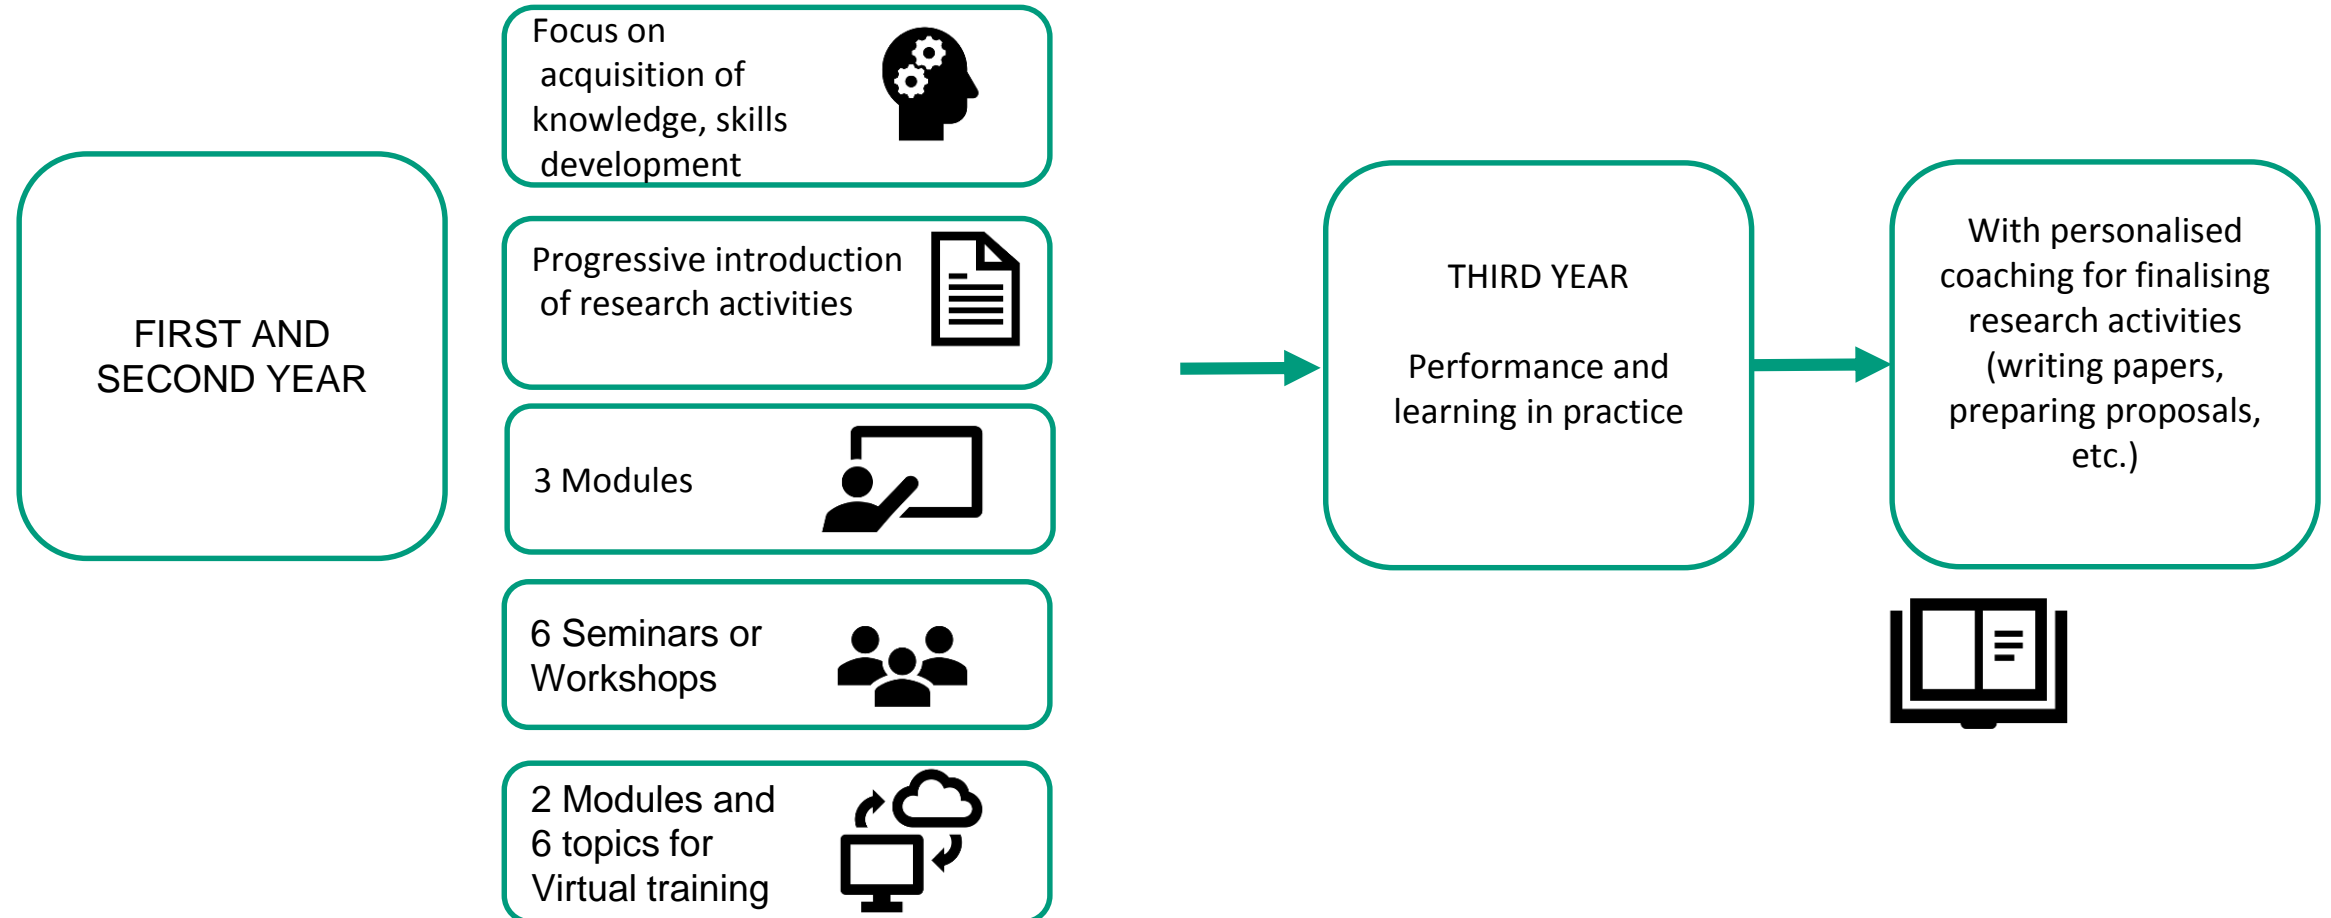 FIRST AND
SECOND YEAR
Focus on
acquisition of
knowledge, skills
development
Progressive introduction
of research activities
3 Modules
6 Seminars or
Workshops
2 Modules and
6 topics for
Virtual training
THIRD YEAR
Performance and
learning in practice
With personalised
coaching for finalising
research activities
(writing papers,
preparing proposals,
etc.)